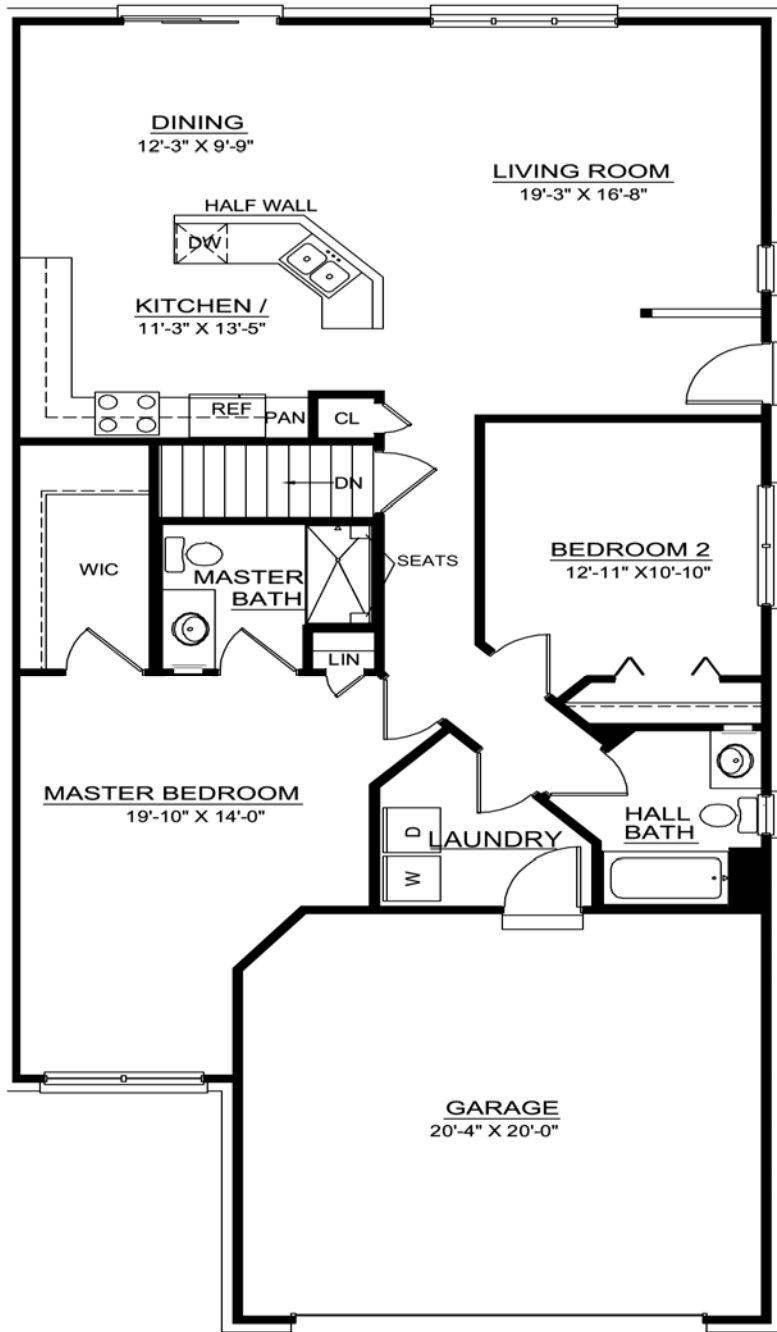 DINING
12'-3" X 9'-9"
LIVING ROOM
19'-3" X 16'-8"
HALF WALL
DW
KITCHEN /
11'-3" X 13'-5"
REF
PAN
CL
DN
WIC
MASTER
BATH
SEATS
BEDROOM 2
12'-11" X10'-10"
LIN
MASTER BEDROOM
19'-10" X 14'-0"
D
LAUNDRY
W
HALL
BATH
GARAGE
20'-4" X 20'-0"